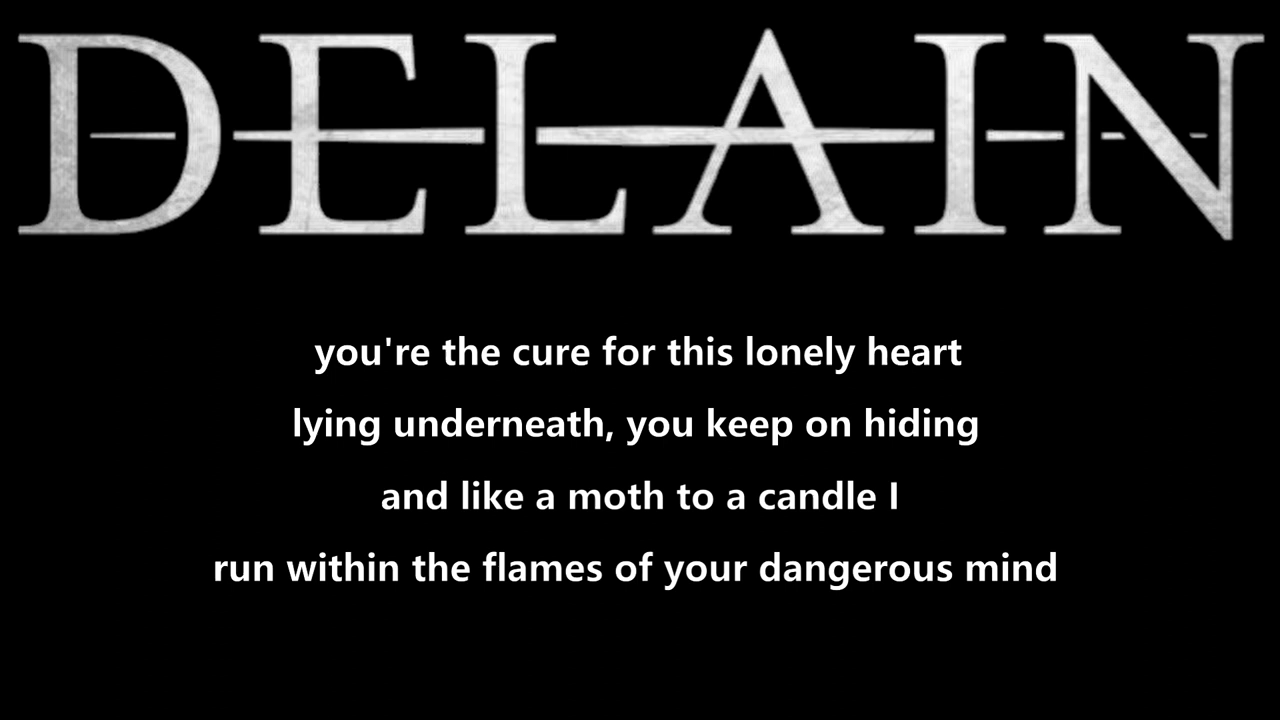 DELAIN
you're the cure for this lonely heart
lying underneath, you keep on hiding
and like a moth to a candle I
run within the flames of your dangerous mind